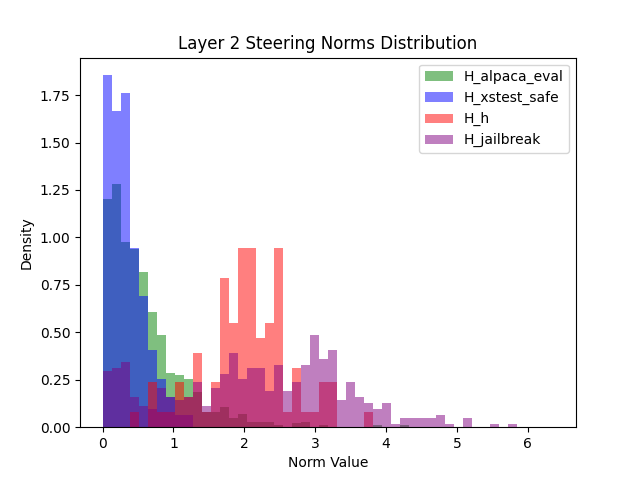 Layer 2 Steering Norms Distribution
H_alpaca_eval
H_xstest_safe
H_h
H_jailbreak
Density
1.75
1.50
1.25
1.00
0.75
0.50
0.25
0.00
0 1 2 3 4 5 6
Norm Value